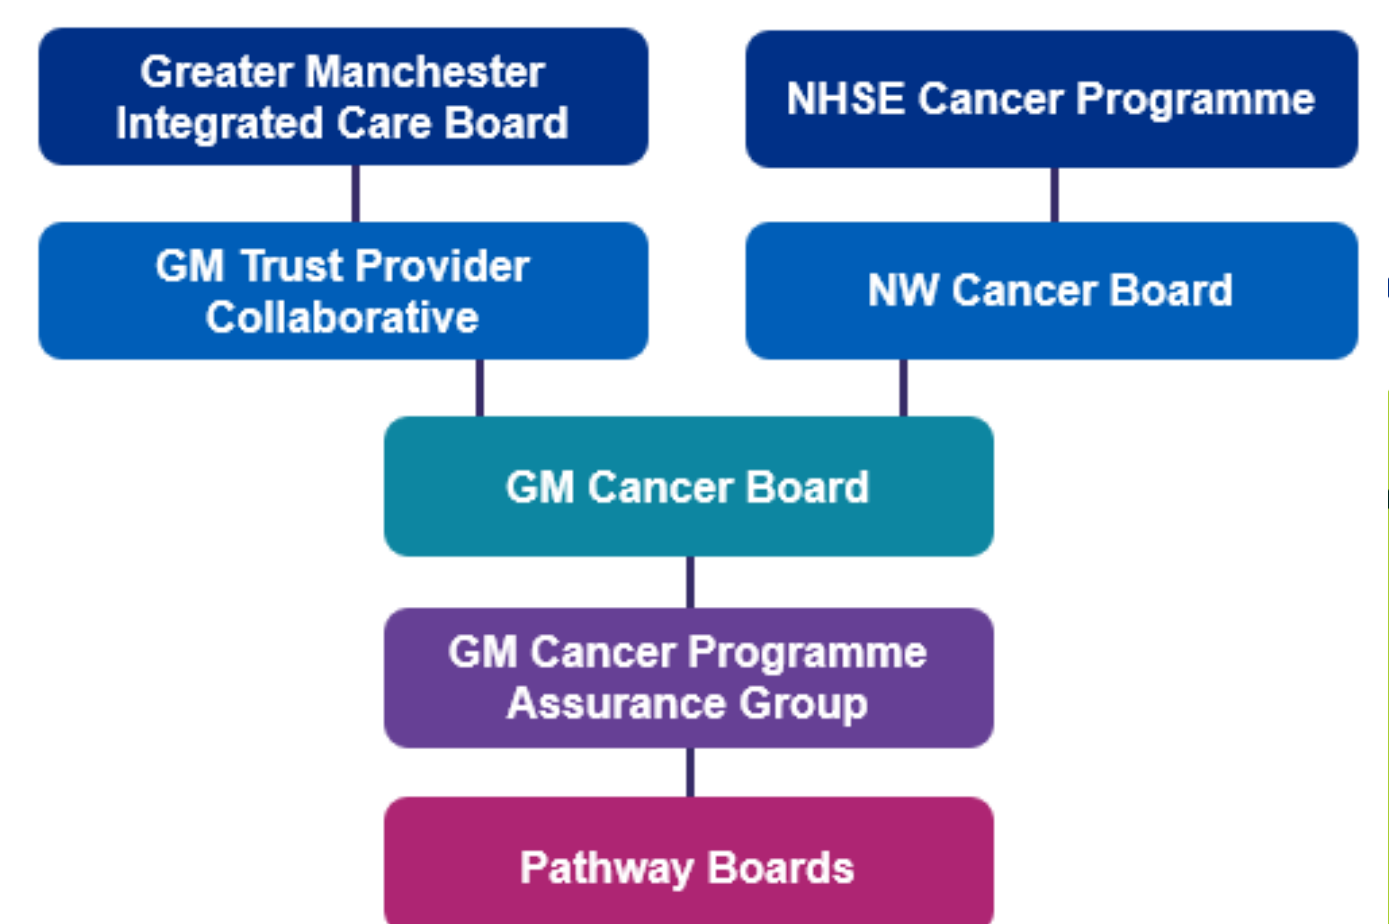 Greater Manchester
Integrated Care Board
NHSE Cancer Programme
GM Trust Provider
Collaborative
NW Cancer Board
GM Cancer Board
GM Cancer Programme
Assurance Group
Pathway Boards